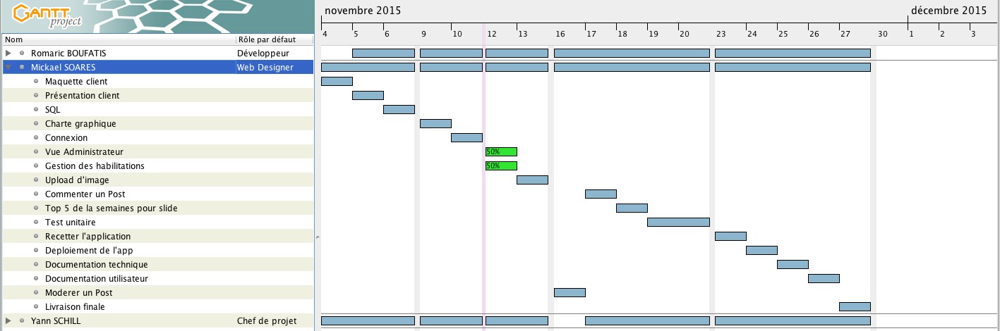 GANTT project
novembre 2015 décembre 2015
4 5 6 9 10 12 13 16 17 18 19 20 23 24 25 26 27 30 1 2 3
Nom Rôle par défaut
Romaric BOUFATIS Développeur
Mickael SOARES Web Designer
Maquette client
Présentation client
SQL
Charte graphique
Connexion
Vue Administrateur 50%
Gestion des habilitations 50%
Upload d'image
Commenter un Post
Top 5 de la semaines pour slide
Test unitaire
Recetter l'application
Deploiement de l'app
Documentation technique
Documentation utilisateur
Moderer un Post
Livraison finale
Yann SCHILL Chef de projet